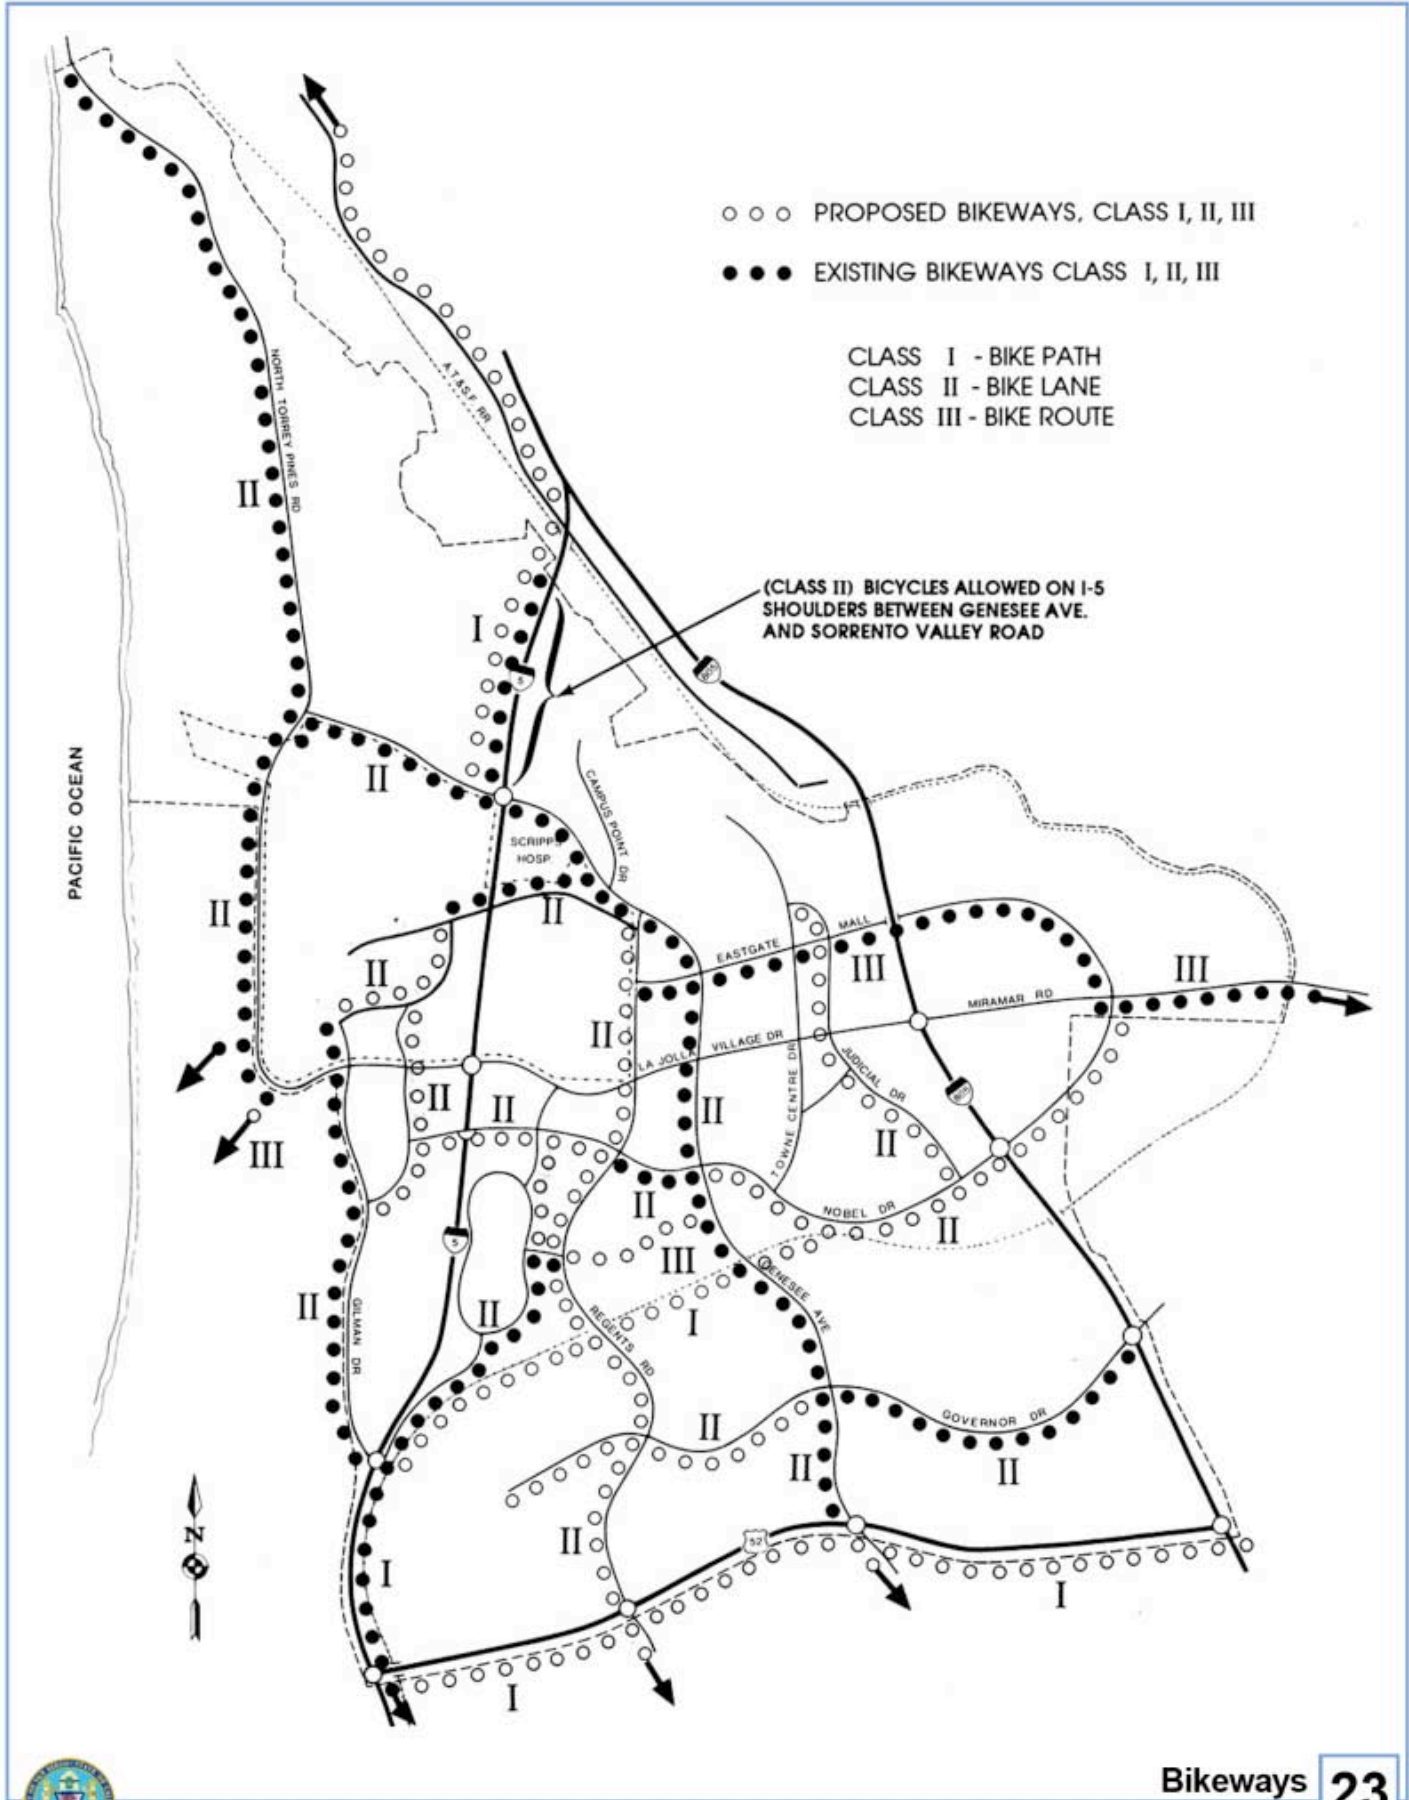 ○ ○ ○ PROPOSED BIKEWAYS, CLASS I, II, III
● ● ● EXISTING BIKEWAYS CLASS I, II, III
CLASS I - BIKE PATH
CLASS II - BIKE LANE
CLASS III - BIKE ROUTE
NORTH TORREY PINES RD
A.T.&S.F. RR
II
(CLASS II) BICYCLES ALLOWED ON I-5
SHOULDERS BETWEEN GENESEE AVE.
AND SORRENTO VALLEY ROAD
I
5
805
PACIFIC OCEAN
II
CAMPUS POINT DR
SCRIPPS
HOSP.
II
II
EASTGATE MALL
III
III
II
MIRAMAR RD
II
LA JOLLA VILLAGE DR
TOWNE CENTRE DR
JUDICIAL DR
805
II
II
II
II
III
II
NOBEL DR
II
5
III
II
II
GILMAN DR
I
REGENTS RD
GENESEE AVE
II
GOVERNOR DR
II
II
II
52
N
I
I
I
Bikeways
23